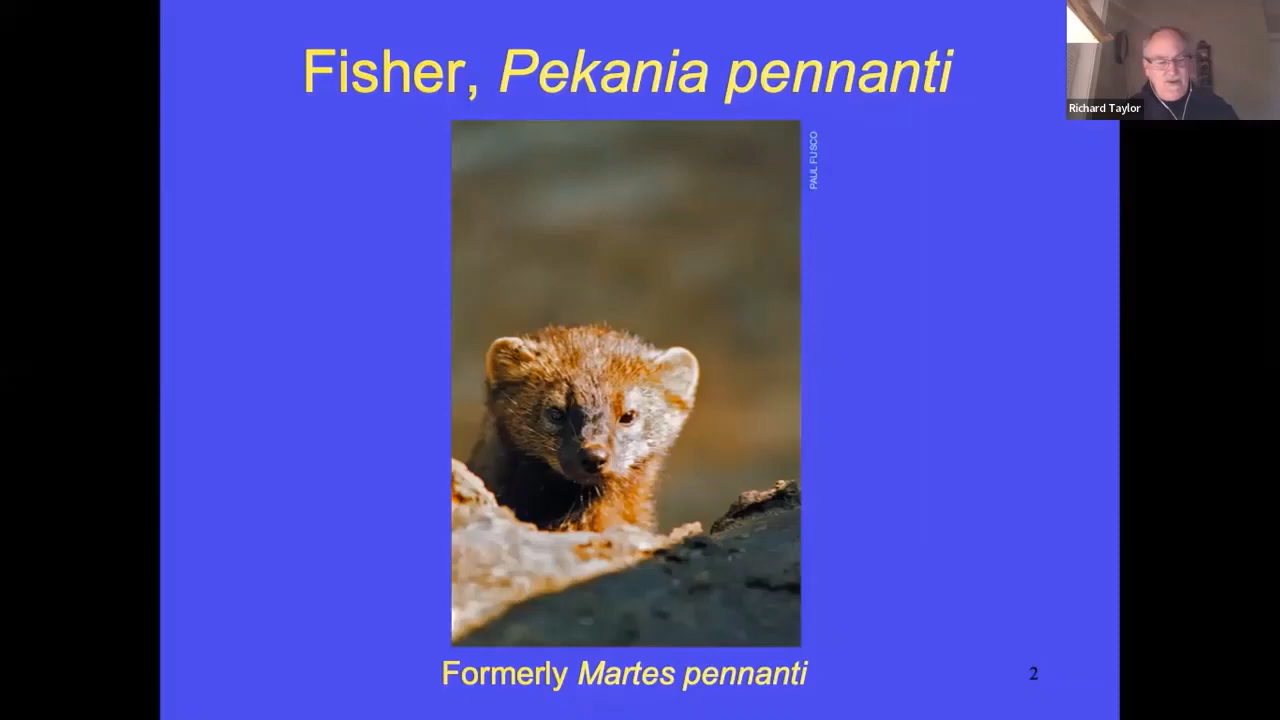 Fisher, Pekania pennanti
Richard Taylor
PAUL FUSCO
Formerly Martes pennanti
2